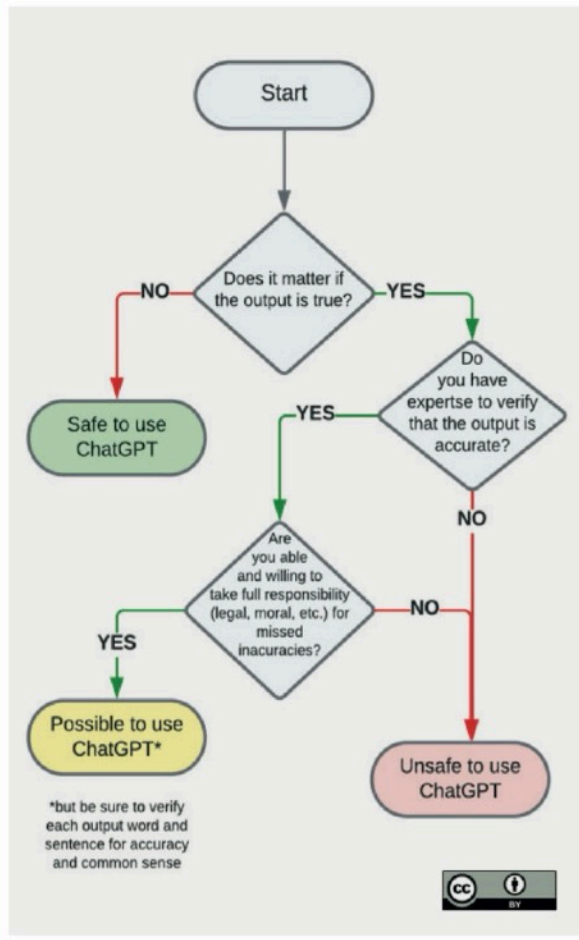 Start
Does it matter if
the output is true?
NO
YES
Safe to use
ChatGPT
Do
you have
expertse to verify
that the output is
accurate?
YES
NO
Are
you able
and willing to
take full responsibility
(legal, moral, etc.) for
missed
inacuracies?
YES
NO
Possible to use
ChatGPT*
Unsafe to use
ChatGPT
*but be sure to verify
each output word and
sentence for accuracy
and common sense
cc
BY